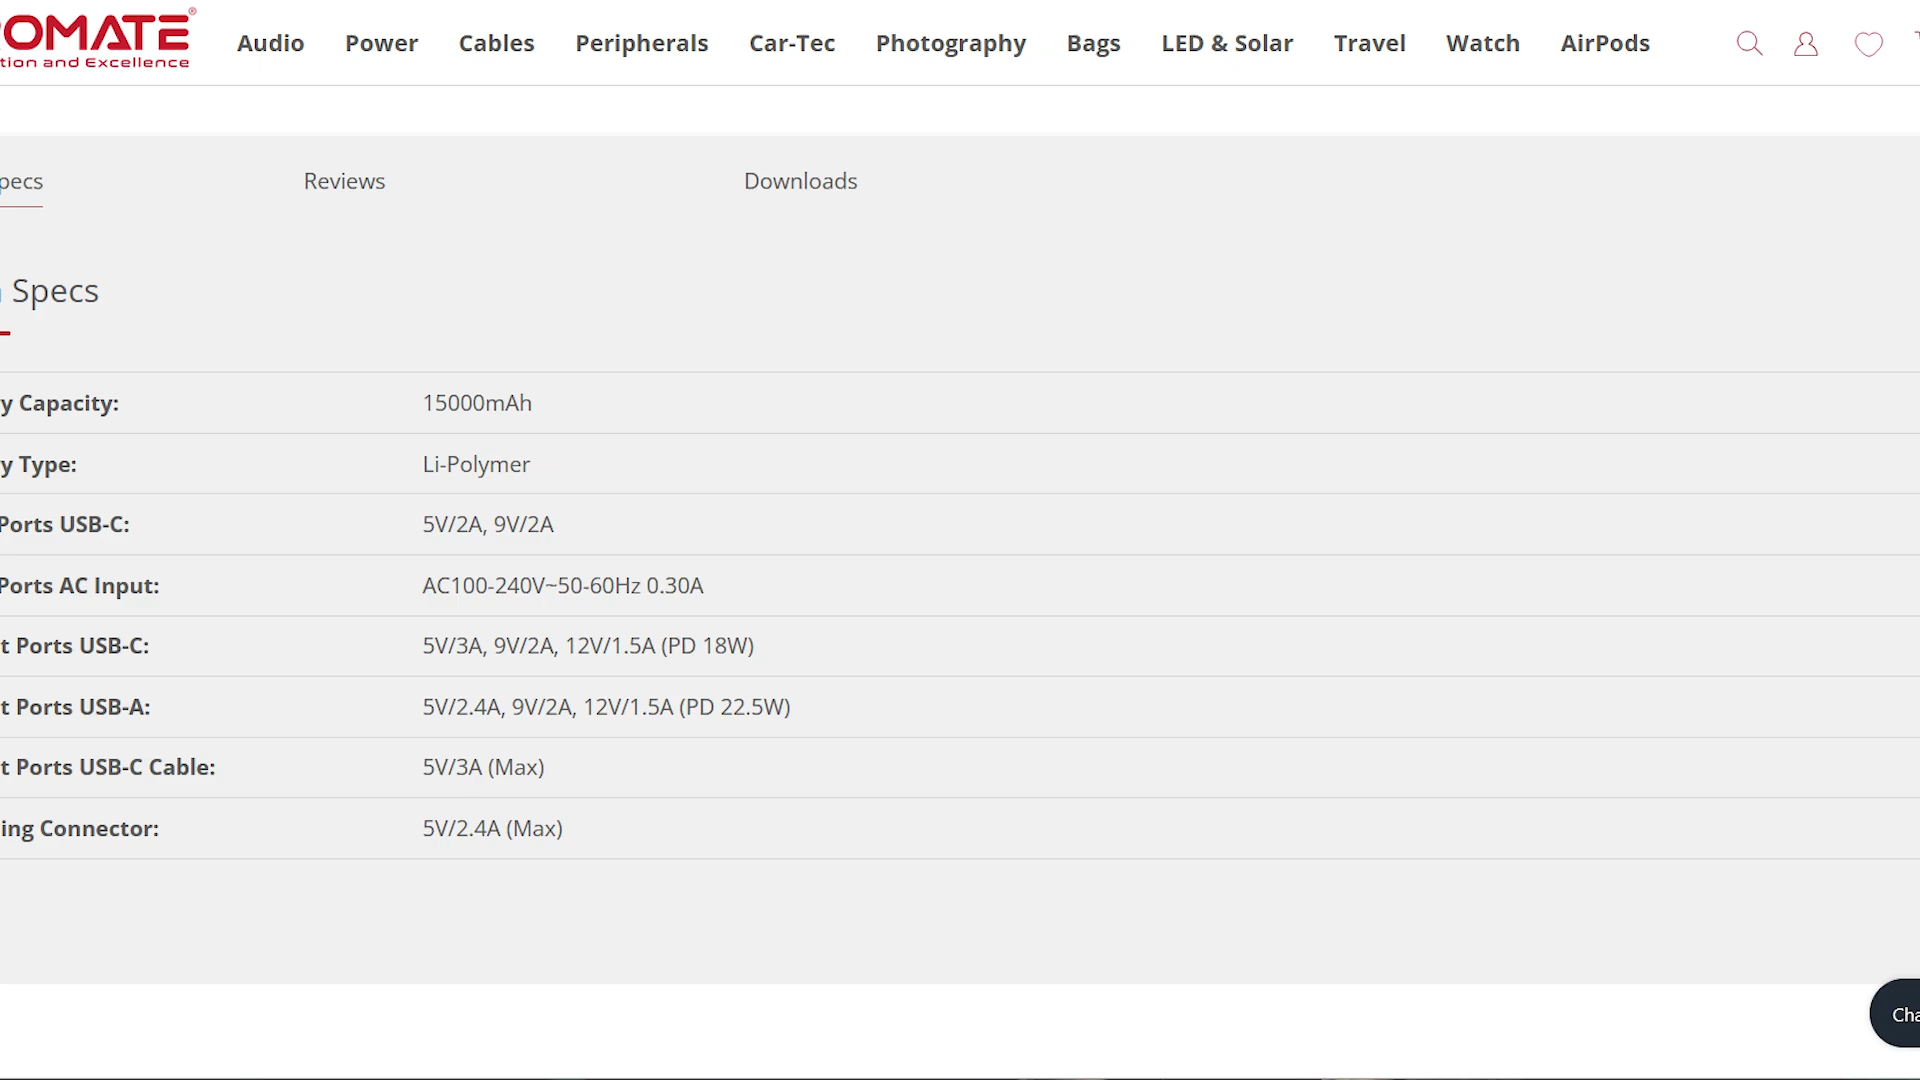 ROMATE®
tion and Excellence
Audio Power Cables Peripherals Car-Tec Photography Bags LED & Solar Travel Watch AirPods
pecs Reviews Downloads
Specs
y Capacity: 15000mAh
y Type: Li-Polymer
Ports USB-C: 5V/2A, 9V/2A
Ports AC Input: AC100-240V~50-60Hz 0.30A
t Ports USB-C: 5V/3A, 9V/2A, 12V/1.5A (PD 18W)
t Ports USB-A: 5V/2.4A, 9V/2A, 12V/1.5A (PD 22.5W)
t Ports USB-C Cable: 5V/3A (Max)
ing Connector: 5V/2.4A (Max)
Cha